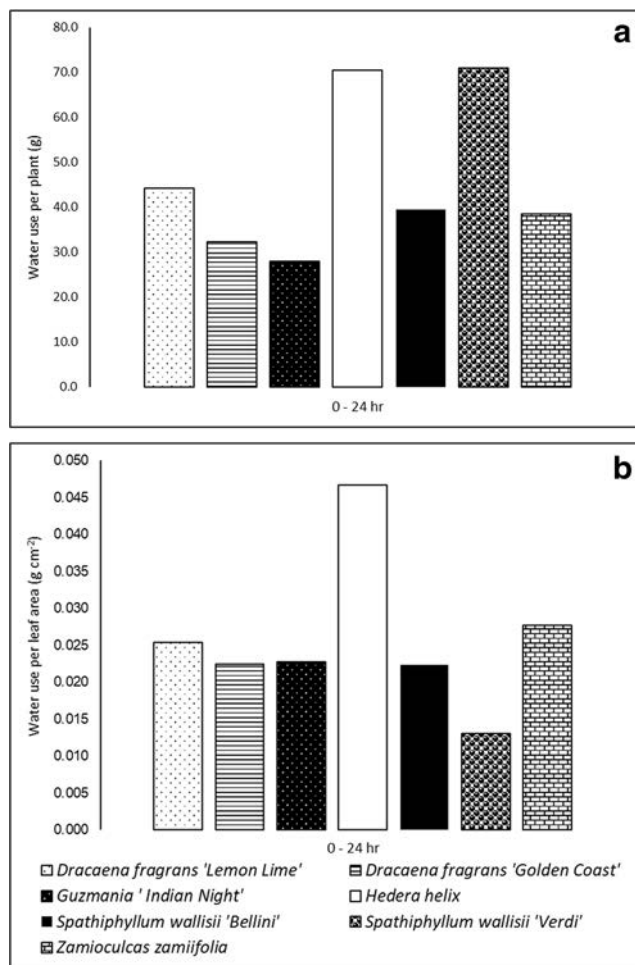 a
80.0
70.0
60.0
50.0
40.0
30.0
20.0
10.0
0.0
Water use per plant (g)
0 - 24 hr
b
0.050
0.045
0.040
0.035
0.030
0.025
0.020
0.015
0.010
0.005
0.000
Water use per leaf area (g cm⁻²)
0 - 24 hr
Dracaena fragrans 'Lemon Lime' Dracaena fragrans 'Golden Coast'
Guzmania ' Indian Night' Hedera helix
Spathiphyllum wallisii 'Bellini' Spathiphyllum wallisii 'Verdi'
Zamioculcas zamiifolia